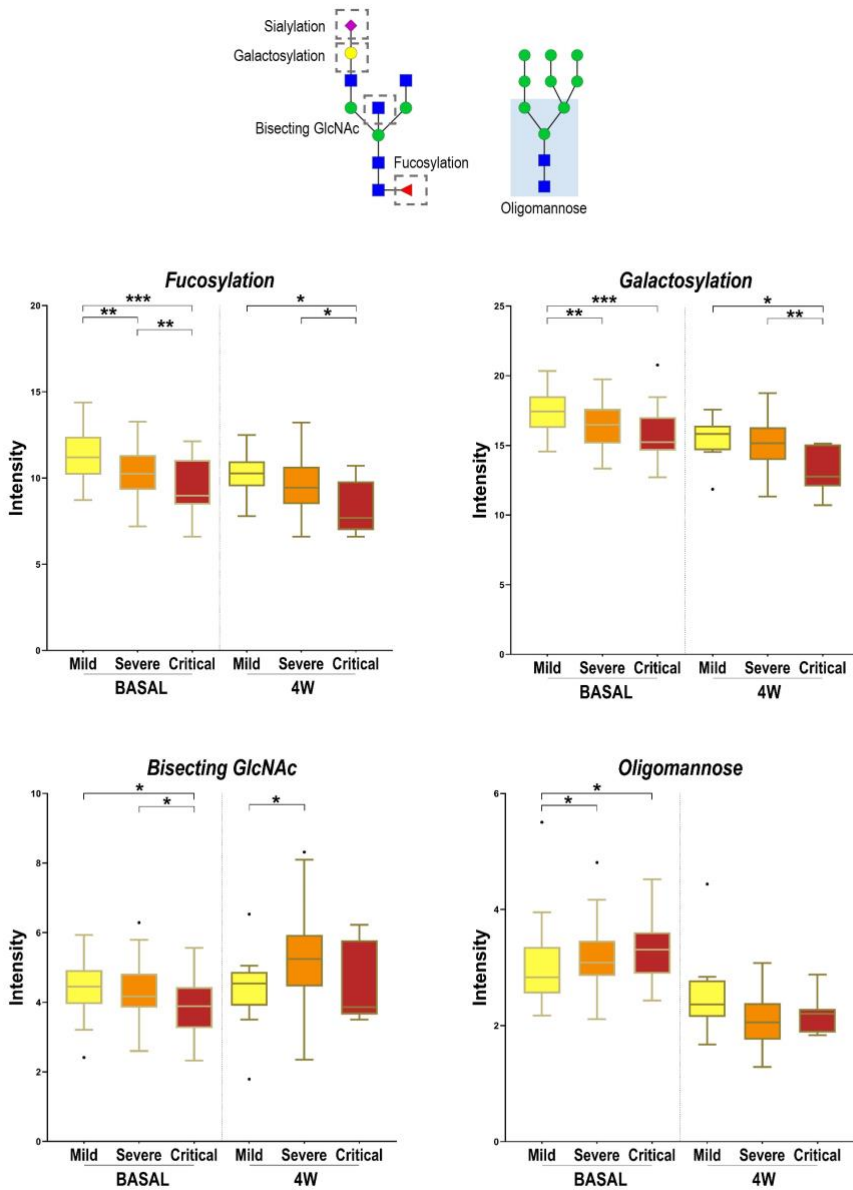 Sialylation
Galactosylation
Bisecting GlcNAc
Fucosylation
Oligomannose
Fucosylation
20
15
10
5
0
Intensity
***
**
**
*
*
Mild Severe Critical Mild Severe Critical
BASAL 4W
Galactosylation
25
20
15
10
5
0
Intensity
***
**
*
**
Mild Severe Critical Mild Severe Critical
BASAL 4W
Bisecting GlcNAc
10
8
6
4
2
0
Intensity
*
*
*
Mild Severe Critical Mild Severe Critical
BASAL 4W
Oligomannose
6
4
2
0
Intensity
*
*
Mild Severe Critical Mild Severe Critical
BASAL 4W